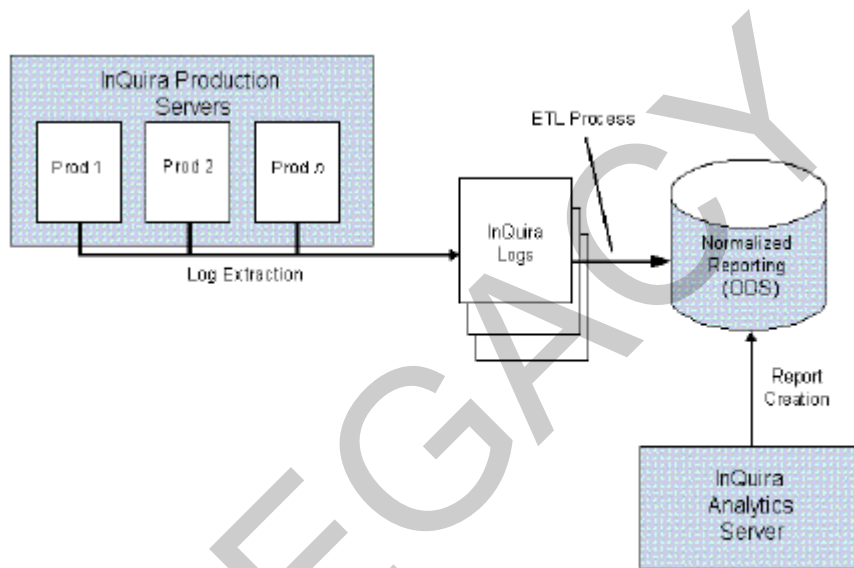 InQuira Production
Servers
Prod 1
Prod 2
Prod n
Log Extraction
InQuira
Logs
ETL Process
Normalized
Reporting
(ODS)
Report
Creation
InQuira
Analytics
Server
EGACY